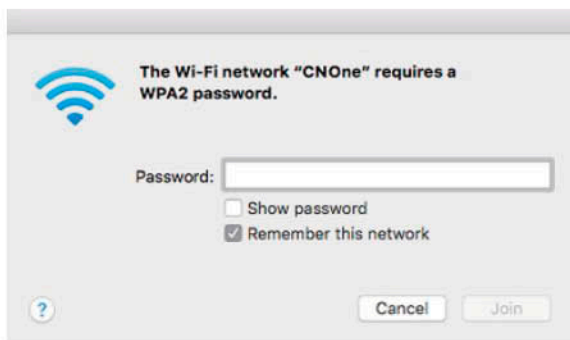 The Wi-Fi network “CNOne” requires a
WPA2 password.
Password:
Show password
Remember this network
?
Cancel
Join